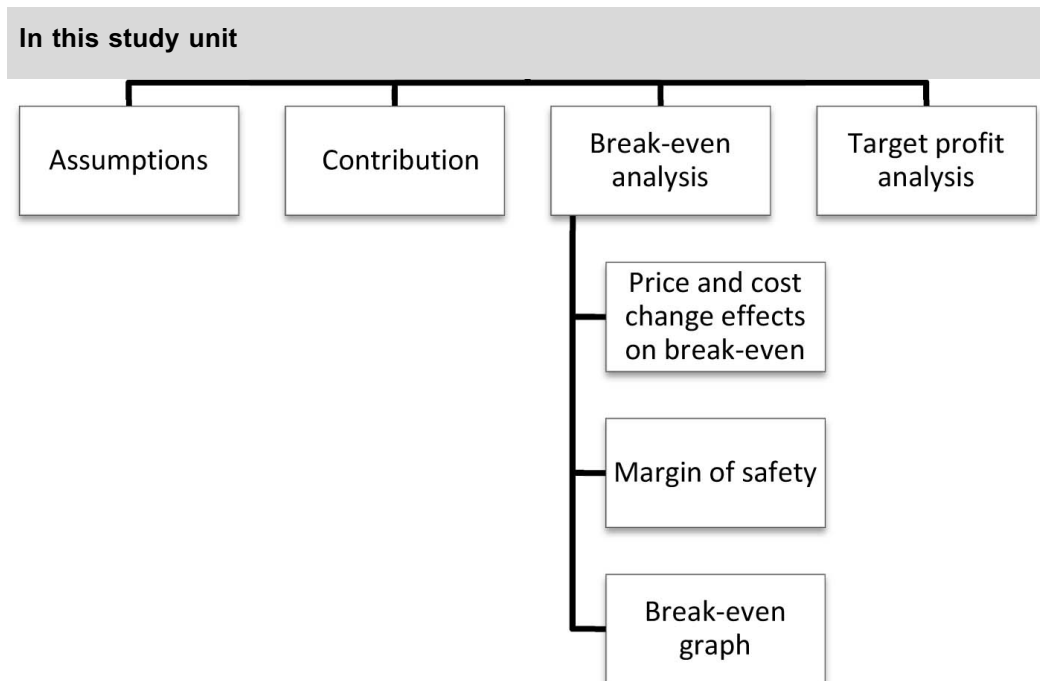 In this study unit
Assumptions
Contribution
Break-even
analysis
Target profit
analysis
Price and cost
change effects
on break-even
Margin of safety
Break-even
graph